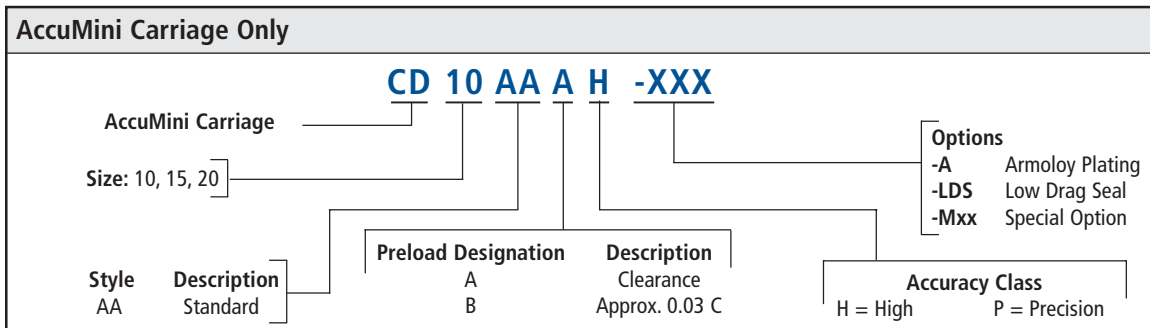 AccuMini Carriage Only
CD 10 AA A H -XXX
AccuMini Carriage
Size: 10, 15, 20
Options
-A Armoloy Plating
-LDS Low Drag Seal
-Mxx Special Option
Style Description
AA Standard
Preload Designation Description
A Clearance
B Approx. 0.03 C
Accuracy Class
H = High P = Precision